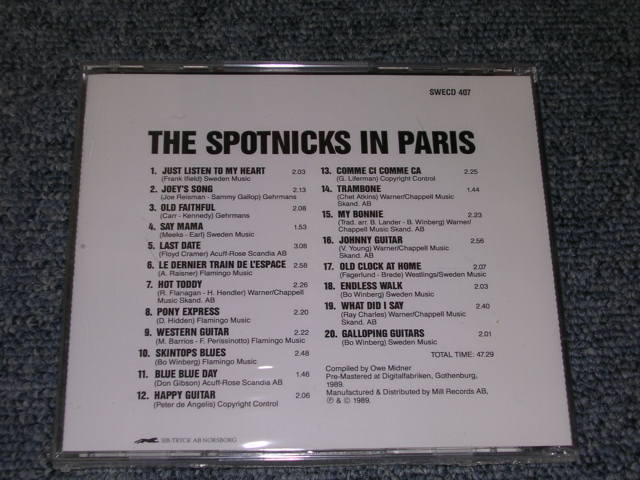 SWECD 407
THE SPOTNICKS IN PARIS
1. JUST LISTEN TO MY HEART 2.03
(Frank Ifield) Sweden Music
2. JOEY'S SONG 2.13
(Joe Reisman - Sammy Gallop) Gehrmans
3. OLD FAITHFUL 2.08
(Carr - Kennedy) Gehrmans
4. SAY MAMA 1.53
(Meeks - Earl) Sweden Music
5. LAST DATE 3.08
(Floyd Cramer) Acuff-Rose Scandia AB
6. LE DERNIER TRAIN DE L'ESPACE 2.58
(A. Raisner) Flamingo Music
7. HOT TODDY 2.26
(R. Flanagan - H. Hendler) Warner/Chappell
Music Skand. AB
8. PONY EXPRESS 2.20
(D. Hidden) Flamingo Music
9. WESTERN GUITAR 2.22
(M. Barrios - F. Perissinotto) Flamingo Music
10. SKINTOPS BLUES 2.48
(Bo Winberg) Flamingo Music
11. BLUE BLUE DAY 1.46
(Don Gibson) Acuff-Rose Scandia AB
12. HAPPY GUITAR 2.06
(Peter de Angelis) Copyright Control
SIB-TRYCK AB NORSBORG
13. COMME CI COMME CA 2.25
(G. Liferman) Copyright Control
14. TRAMBONE 1.44
(Chet Atkins) Warner/Chappel Music
Skand. AB
15. MY BONNIE 2.23
(Trad. arr. B. Lander - B. Winberg) Warner/
Chappell Music Skand. AB
16. JOHNNY GUITAR 2.56
(V. Young) Warner/Chappell Music
Skand. AB
17. OLD CLOCK AT HOME 2.07
(Fagerlund - Brede) Westlings/Sweden Music
18. ENDLESS WALK 2.03
(Bo Winberg) Sweden Music
19. WHAT DID I SAY 2.40
(Ray Charles) Warner/Chappell Music
Skand. AB
20. GALLOPING GUITARS 2.01
(Bo Winberg) Sweden Music
TOTAL TIME: 47.29
Compiled by Owe Midner
Pre-Mastered at Digitalfabriken, Gothenburg,
1989.
Manufactured & Distributed by Mill Records AB,
℗ & © 1989.